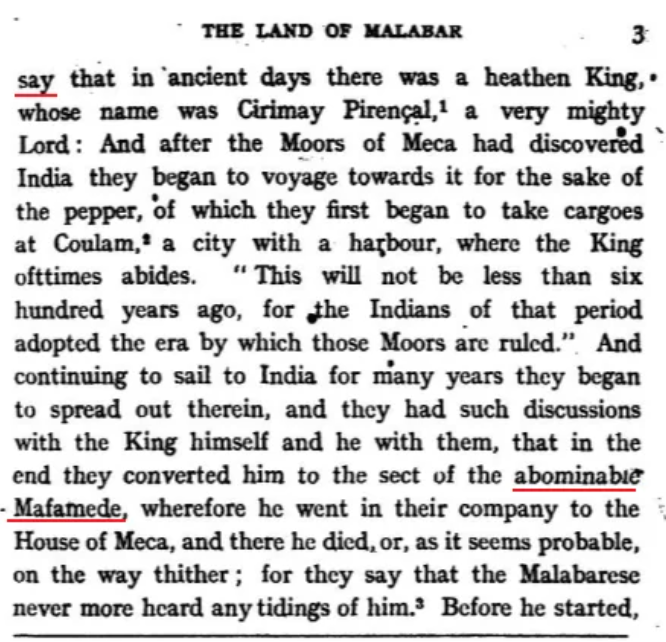 THE LAND OF MALABAR 3
say that in ancient days there was a heathen King,
whose name was Cirimay Pirençal,¹ a very mighty
Lord: And after the Moors of Meca had discovered
India they began to voyage towards it for the sake of
the pepper, of which they first began to take cargoes
at Coulam,² a city with a harbour, where the King
ofttimes abides. "This will not be less than six
hundred years ago, for the Indians of that period
adopted the era by which those Moors are ruled." And
continuing to sail to India for many years they began
to spread out therein, and they had such discussions
with the King himself and he with them, that in the
end they converted him to the sect of the abominable
Mafamede, wherefore he went in their company to the
House of Meca, and there he died, or, as it seems probable,
on the way thither; for they say that the Malabarese
never more heard any tidings of him.³ Before he started,